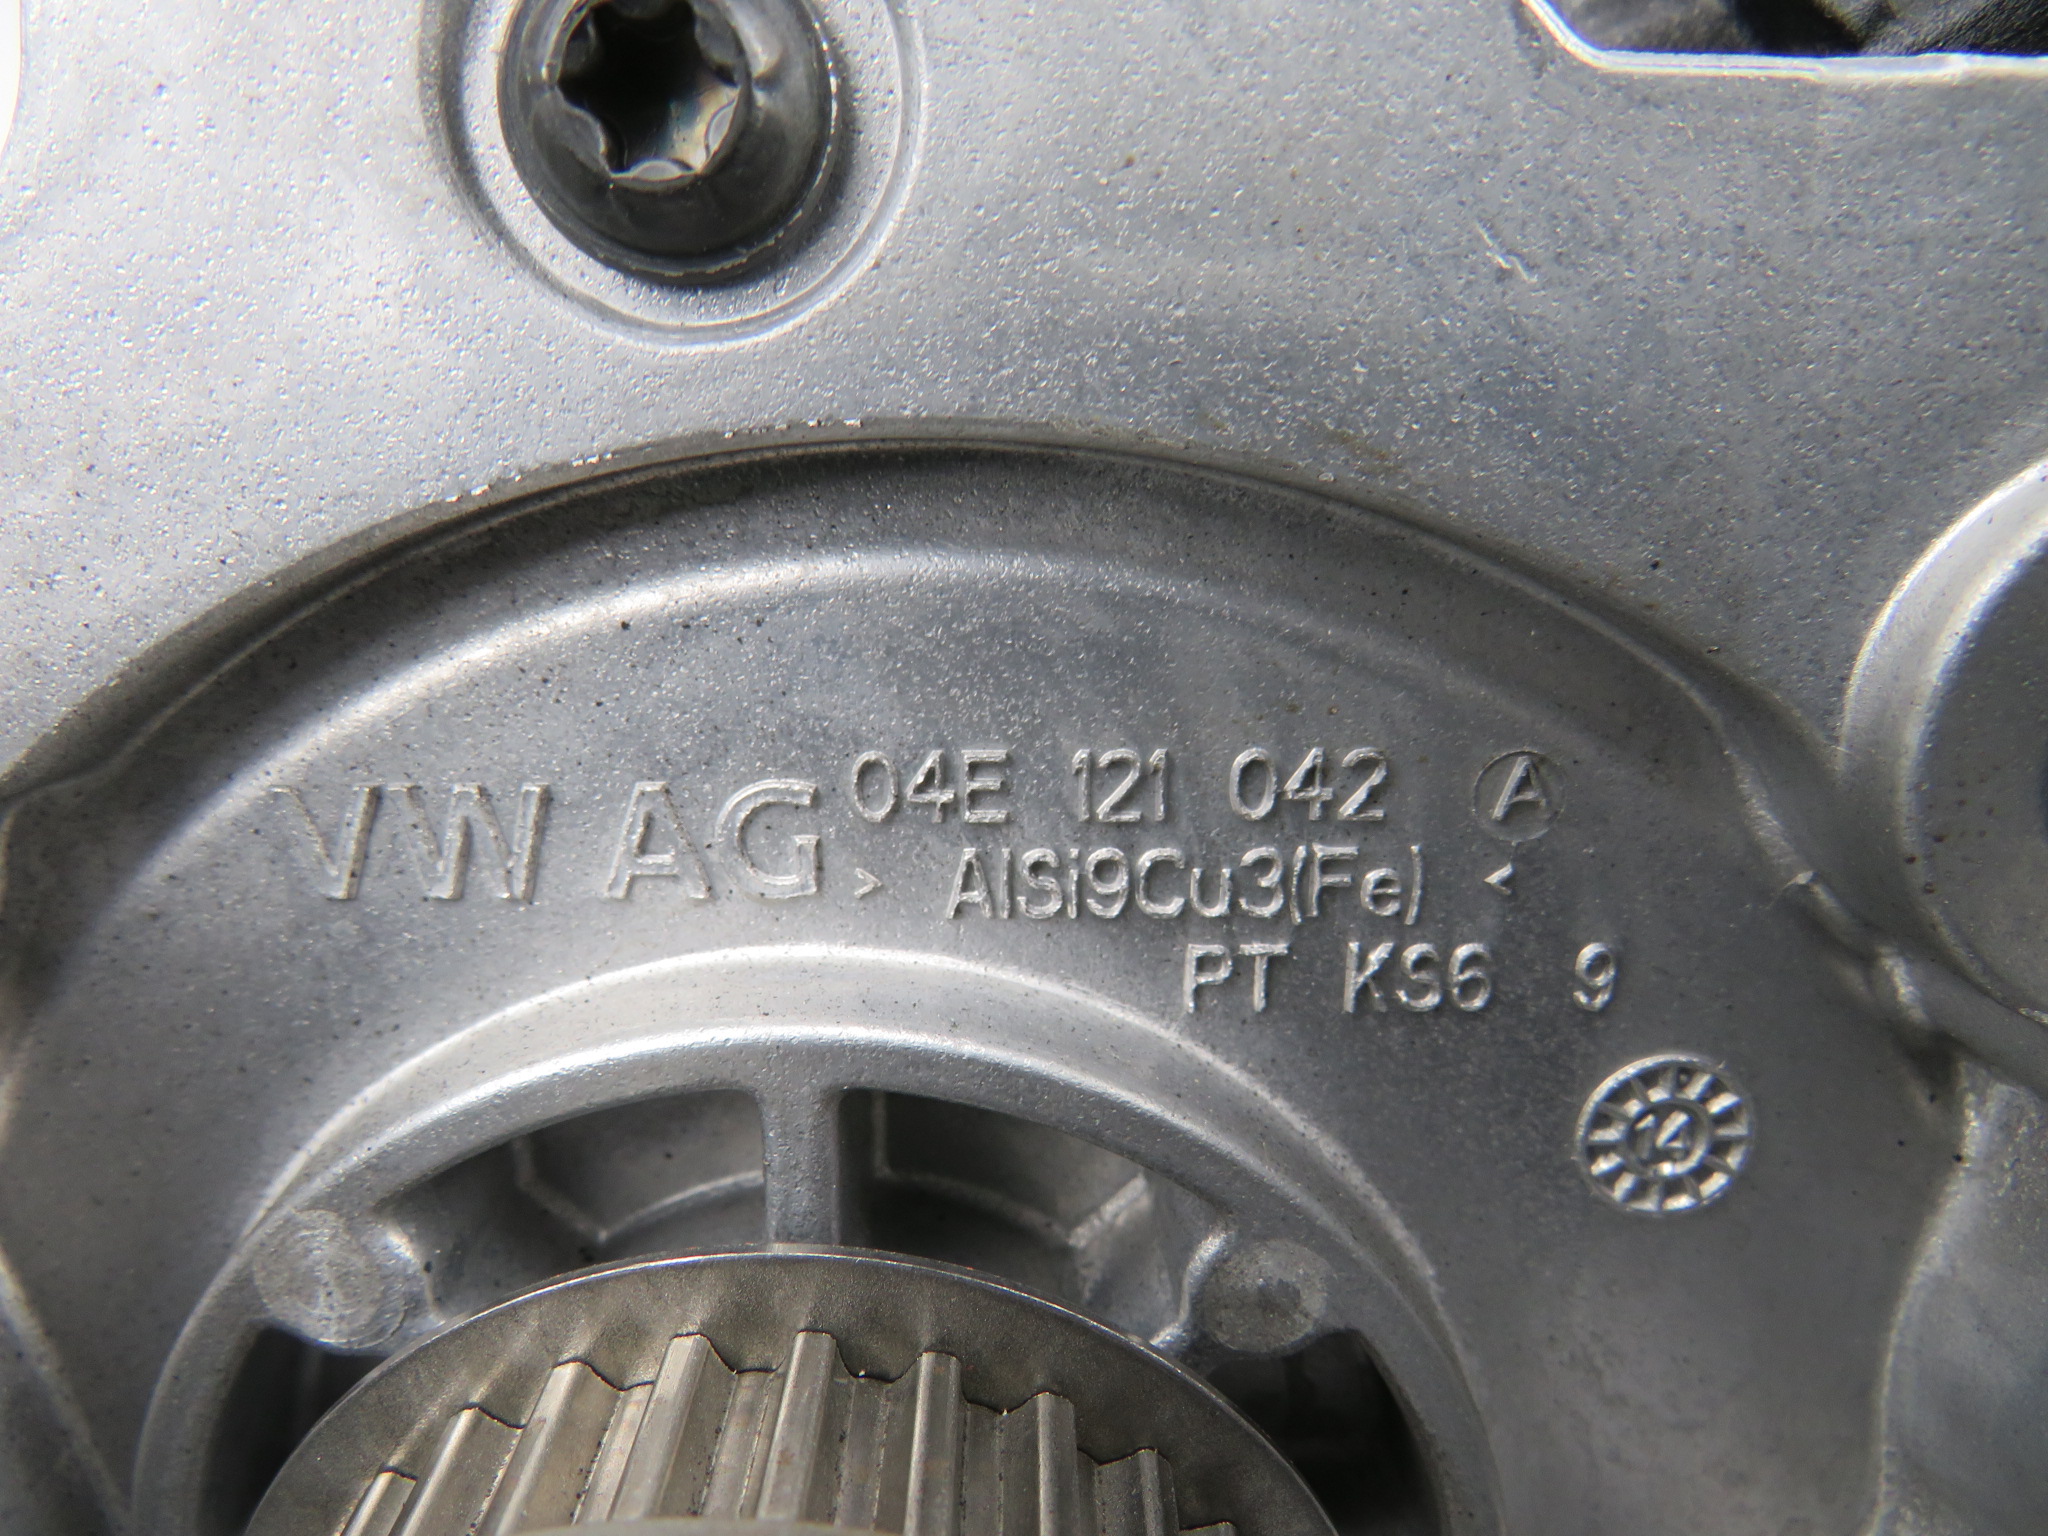 VW AG 04E 121 042 A
> AlSi9Cu3(Fe) <
PT KS6 9
14